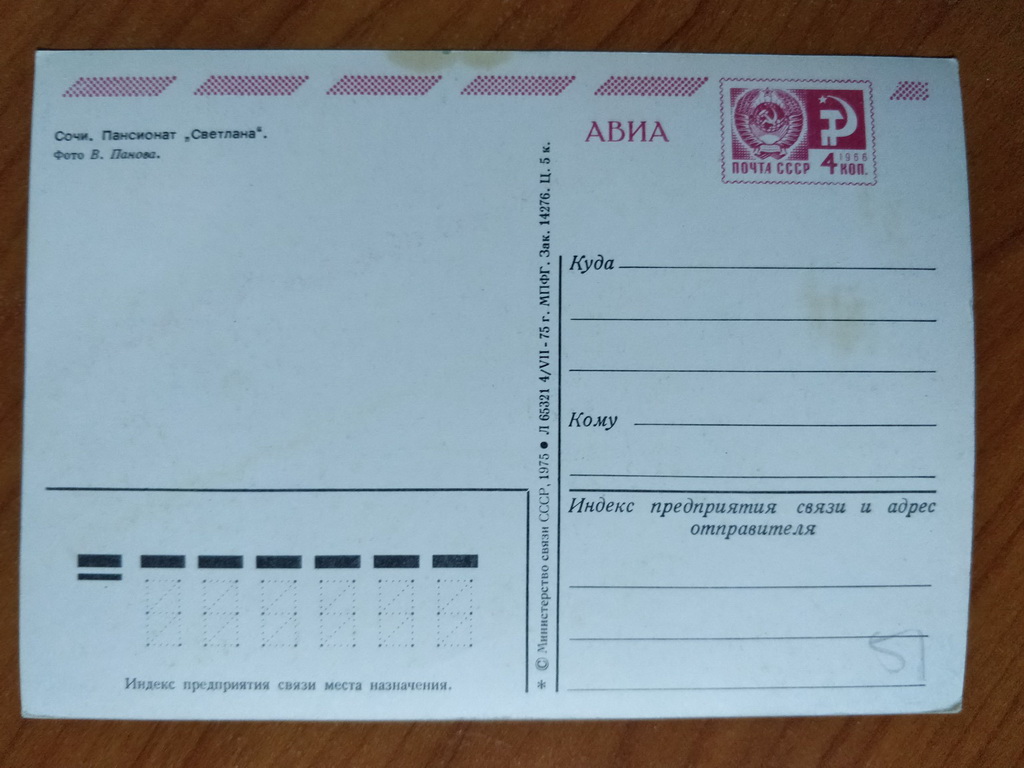 Сочи. Пансионат „Светлана“.
Фото В. Панова.
АВИА
1966
ПОЧТА СССР 4 КОП.
Куда
Кому
Индекс предприятия связи и адрес
отправителя
51
Индекс предприятия связи места назначения.
* © Министерство связи СССР, 1975 ● Л 65321 4/VII - 75 г. МПФГ. Зак. 14276. Ц. 5 к.